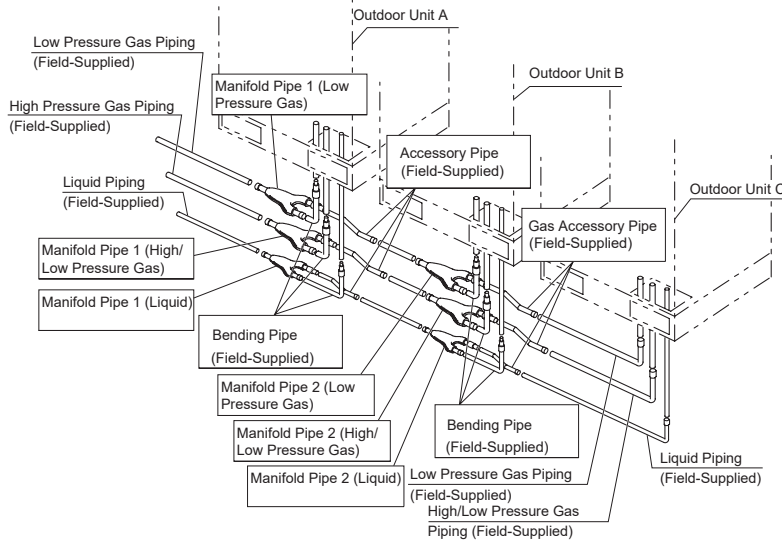 Outdoor Unit A
Low Pressure Gas Piping
(Field-Supplied)
Outdoor Unit B
Manifold Pipe 1 (Low
Pressure Gas)
High Pressure Gas Piping
(Field-Supplied)
Accessory Pipe
(Field-Supplied)
Liquid Piping
(Field-Supplied)
Outdoor Unit C
Gas Accessory Pipe
(Field-Supplied)
Manifold Pipe 1 (High/
Low Pressure Gas)
Manifold Pipe 1 (Liquid)
Bending Pipe
(Field-Supplied)
Manifold Pipe 2 (Low
Pressure Gas)
Bending Pipe
(Field-Supplied)
Manifold Pipe 2 (High/
Low Pressure Gas)
Liquid Piping
(Field-Supplied)
Manifold Pipe 2 (Liquid)
Low Pressure Gas Piping
(Field-Supplied)
High/Low Pressure Gas
Piping (Field-Supplied)